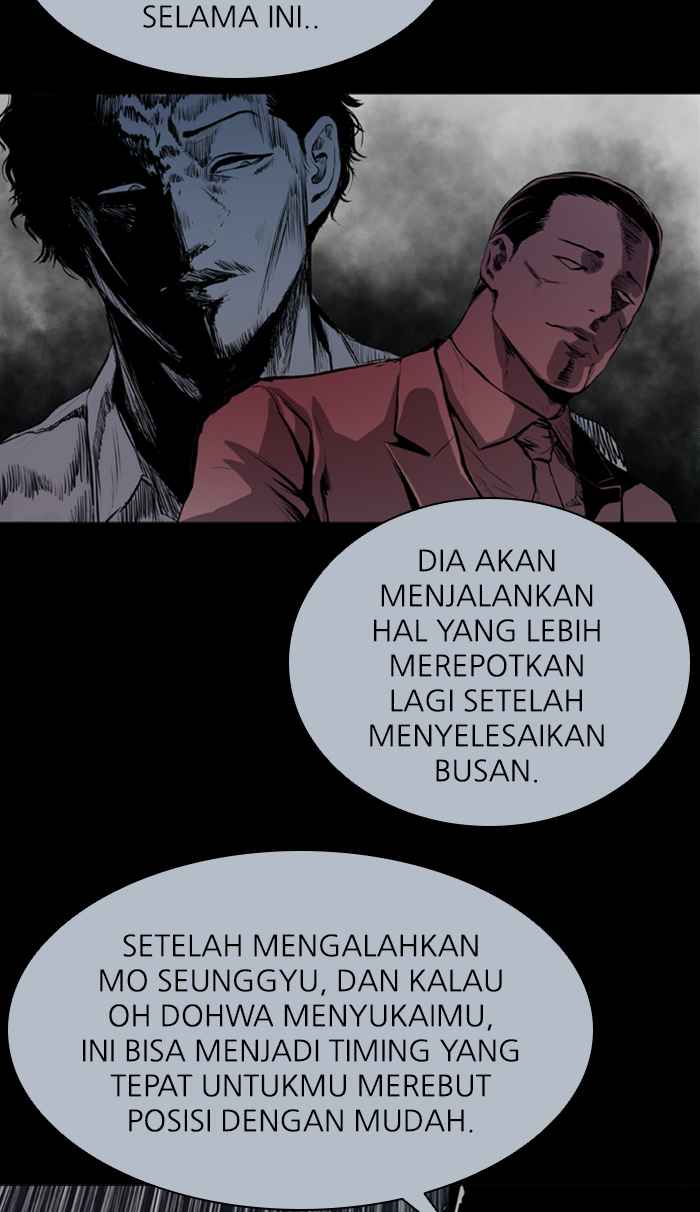 SELAMA INI..
DIA AKAN
MENJALANKAN
HAL YANG LEBIH
MEREPOTKAN
LAGI SETELAH
MENYELESAIKAN
BUSAN.
SETELAH MENGALAHKAN
MO SEUNGGYU, DAN KALAU
OH DOHWA MENYUKAIMU,
INI BISA MENJADI TIMING YANG
TEPAT UNTUKMU MEREBUT
POSISI DENGAN MUDAH.